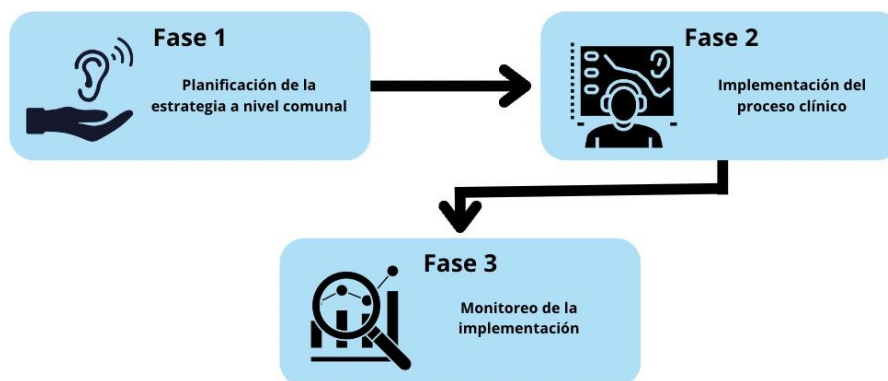 Fase 1
Planificación de la
estrategia a nivel comunal
Fase 2
Implementación del
proceso clínico
Fase 3
Monitoreo de la
implementación